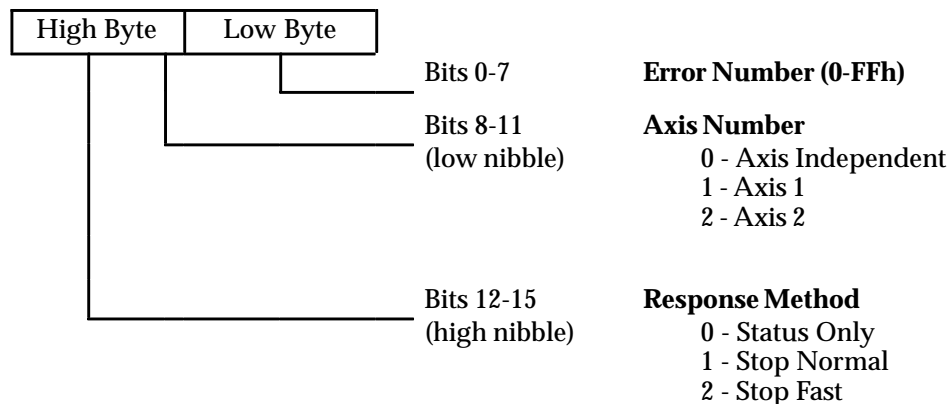 High Byte Low Byte
Bits 0-7 Error Number (0-FFh)
Bits 8-11 Axis Number
(low nibble) 0 - Axis Independent
1 - Axis 1
2 - Axis 2
Bits 12-15 Response Method
(high nibble) 0 - Status Only
1 - Stop Normal
2 - Stop Fast